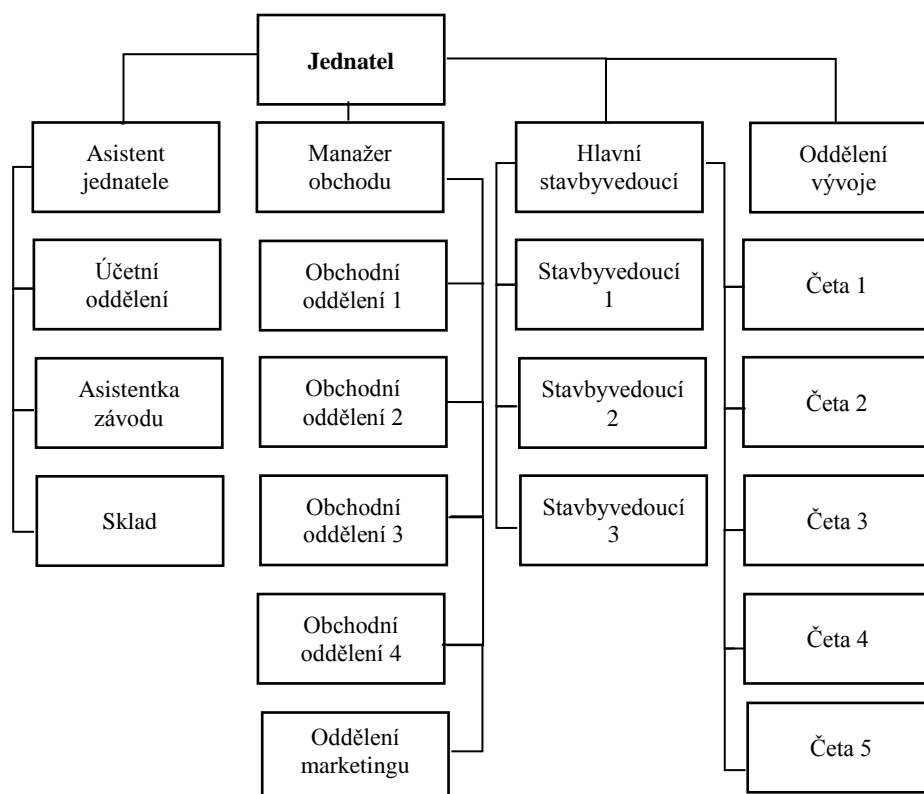 Jednatel
Asistent
jednatele
Manažer
obchodu
Hlavní
stavbyvedoucí
Oddělení
vývoje
Účetní
oddělení
Obchodní
oddělení 1
Stavbyvedoucí
1
Četa 1
Asistentka
závodu
Obchodní
oddělení 2
Stavbyvedoucí
2
Četa 2
Sklad
Obchodní
oddělení 3
Stavbyvedoucí
3
Četa 3
Obchodní
oddělení 4
Četa 4
Oddělení
marketingu
Četa 5